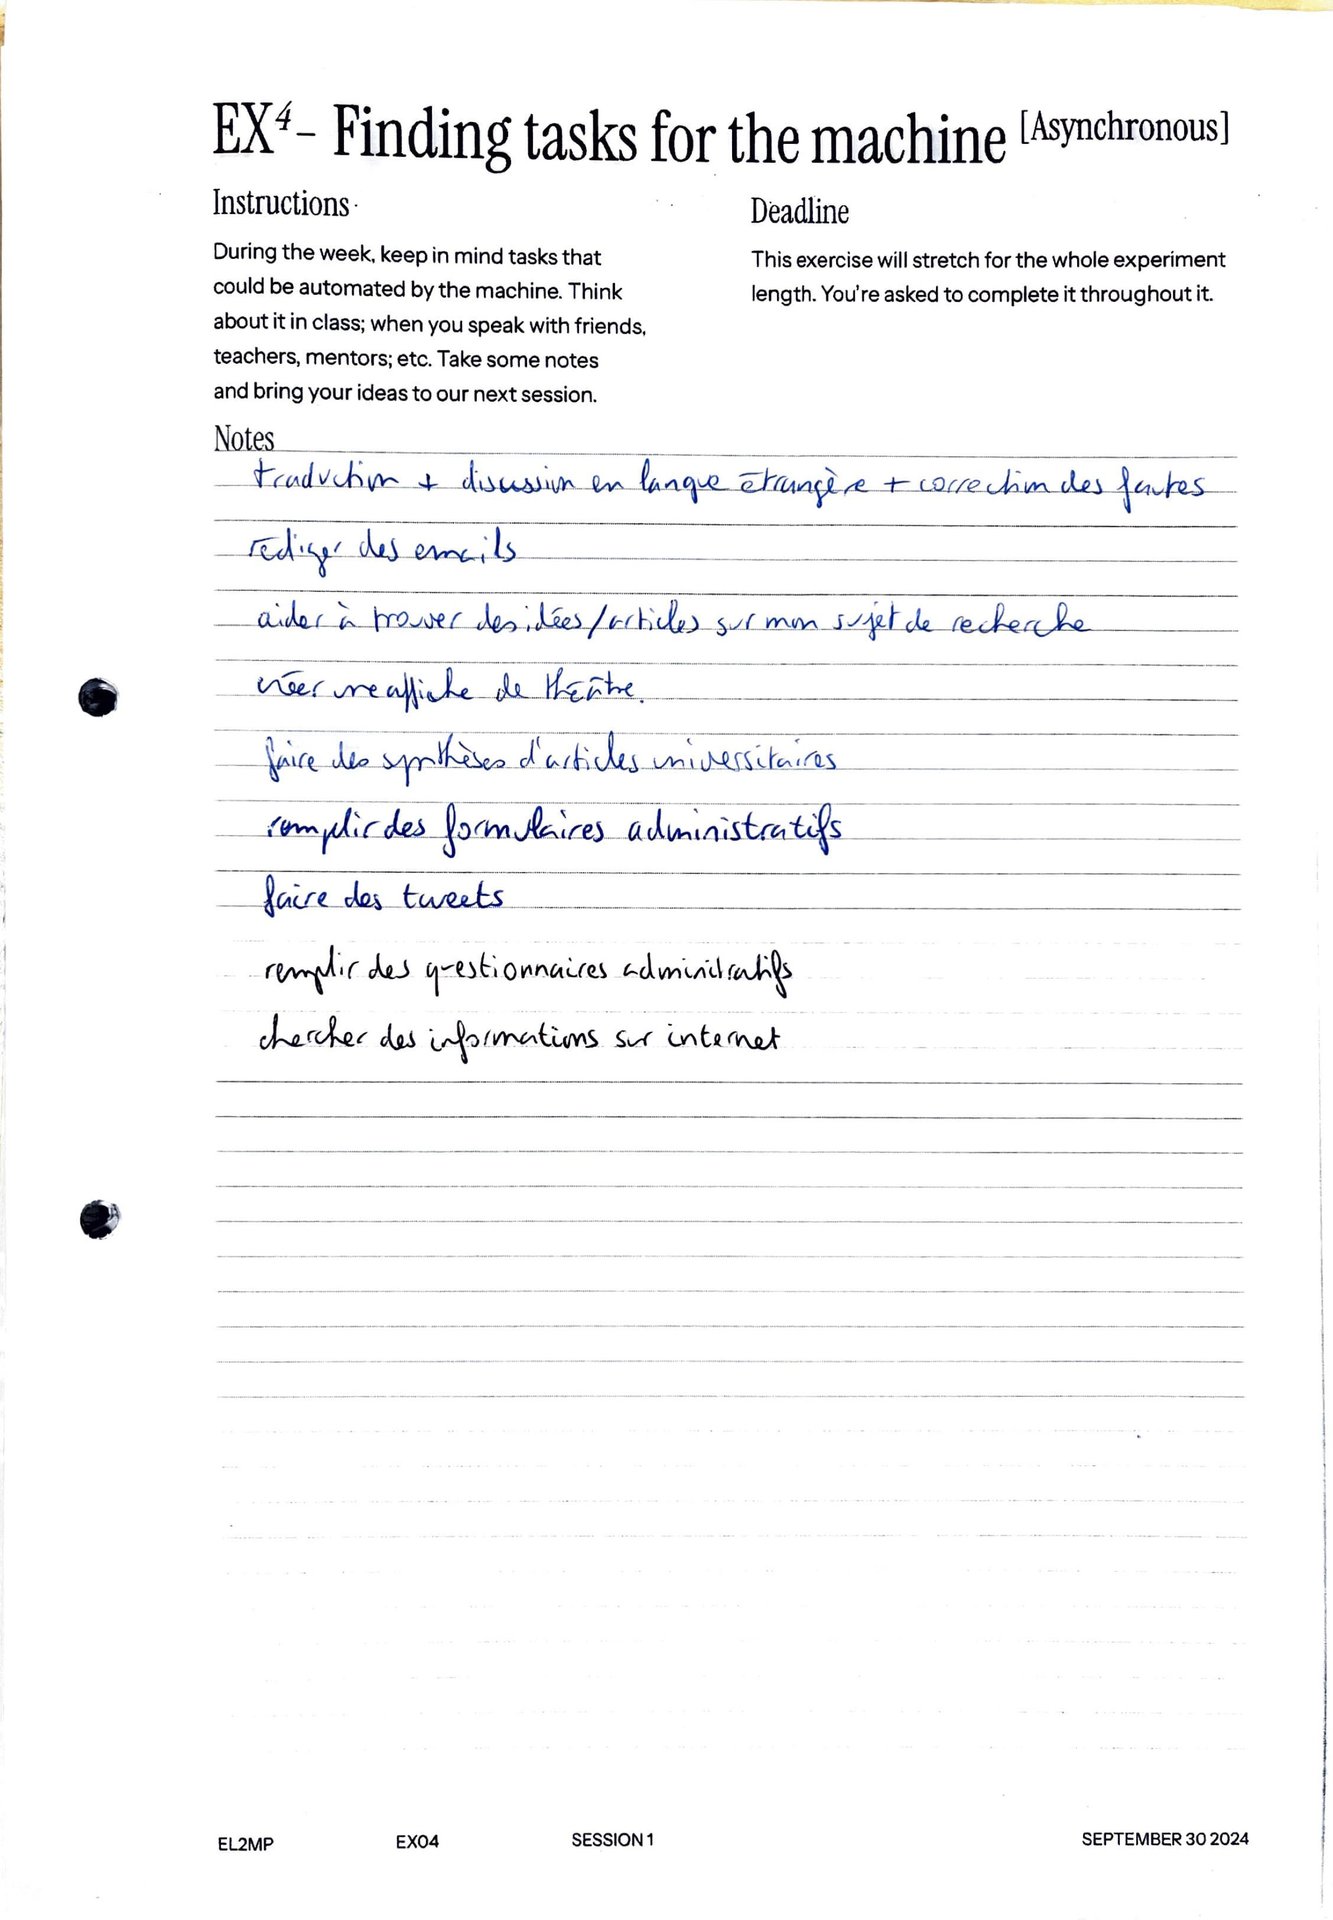 EX4 – Finding tasks for the machine [Asynchronous]
Instructions
During the week, keep in mind tasks that
could be automated by the machine. Think
about it in class; when you speak with friends,
teachers, mentors; etc. Take some notes
and bring your ideas to our next session.
Deadline
This exercise will stretch for the whole experiment
length. You're asked to complete it throughout it.
Notes
traduction + discussion en langue étrangère + correction des fautes
rédiger des emails
aider à trouver des idées/articles sur mon sujet de recherche
créer une affiche de théâtre.
faire des synthèses d'articles universitaires
remplir des formulaires administratifs
faire des tweets
remplir des questionnaires administratifs
chercher des informations sur internet
EL2MP EX04 SESSION 1 SEPTEMBER 30 2024